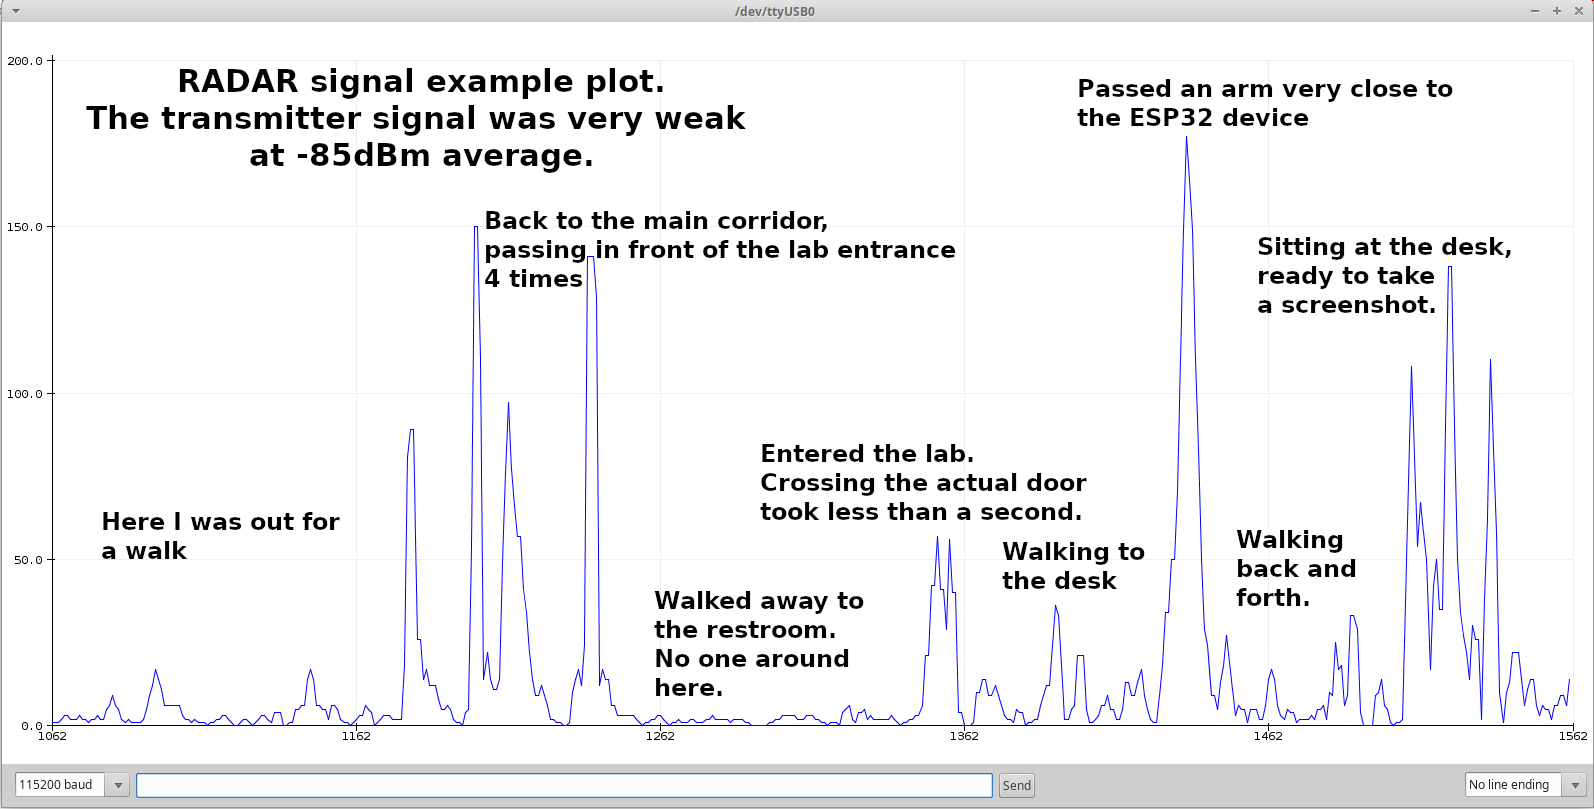 /dev/ttyUSB0
200.0
RADAR signal example plot.
The transmitter signal was very weak
at -85dBm average.
Passed an arm very close to
the ESP32 device
150.0
Back to the main corridor,
passing in front of the lab entrance
4 times
Sitting at the desk,
ready to take
a screenshot.
100.0
Entered the lab.
Crossing the actual door
took less than a second.
Here I was out for
a walk
50.0
Walking to
the desk
Walking
back and
forth.
Walked away to
the restroom.
No one around
here.
0.0
1062 1162 1262 1362 1462 1562
115200 baud Send No line ending